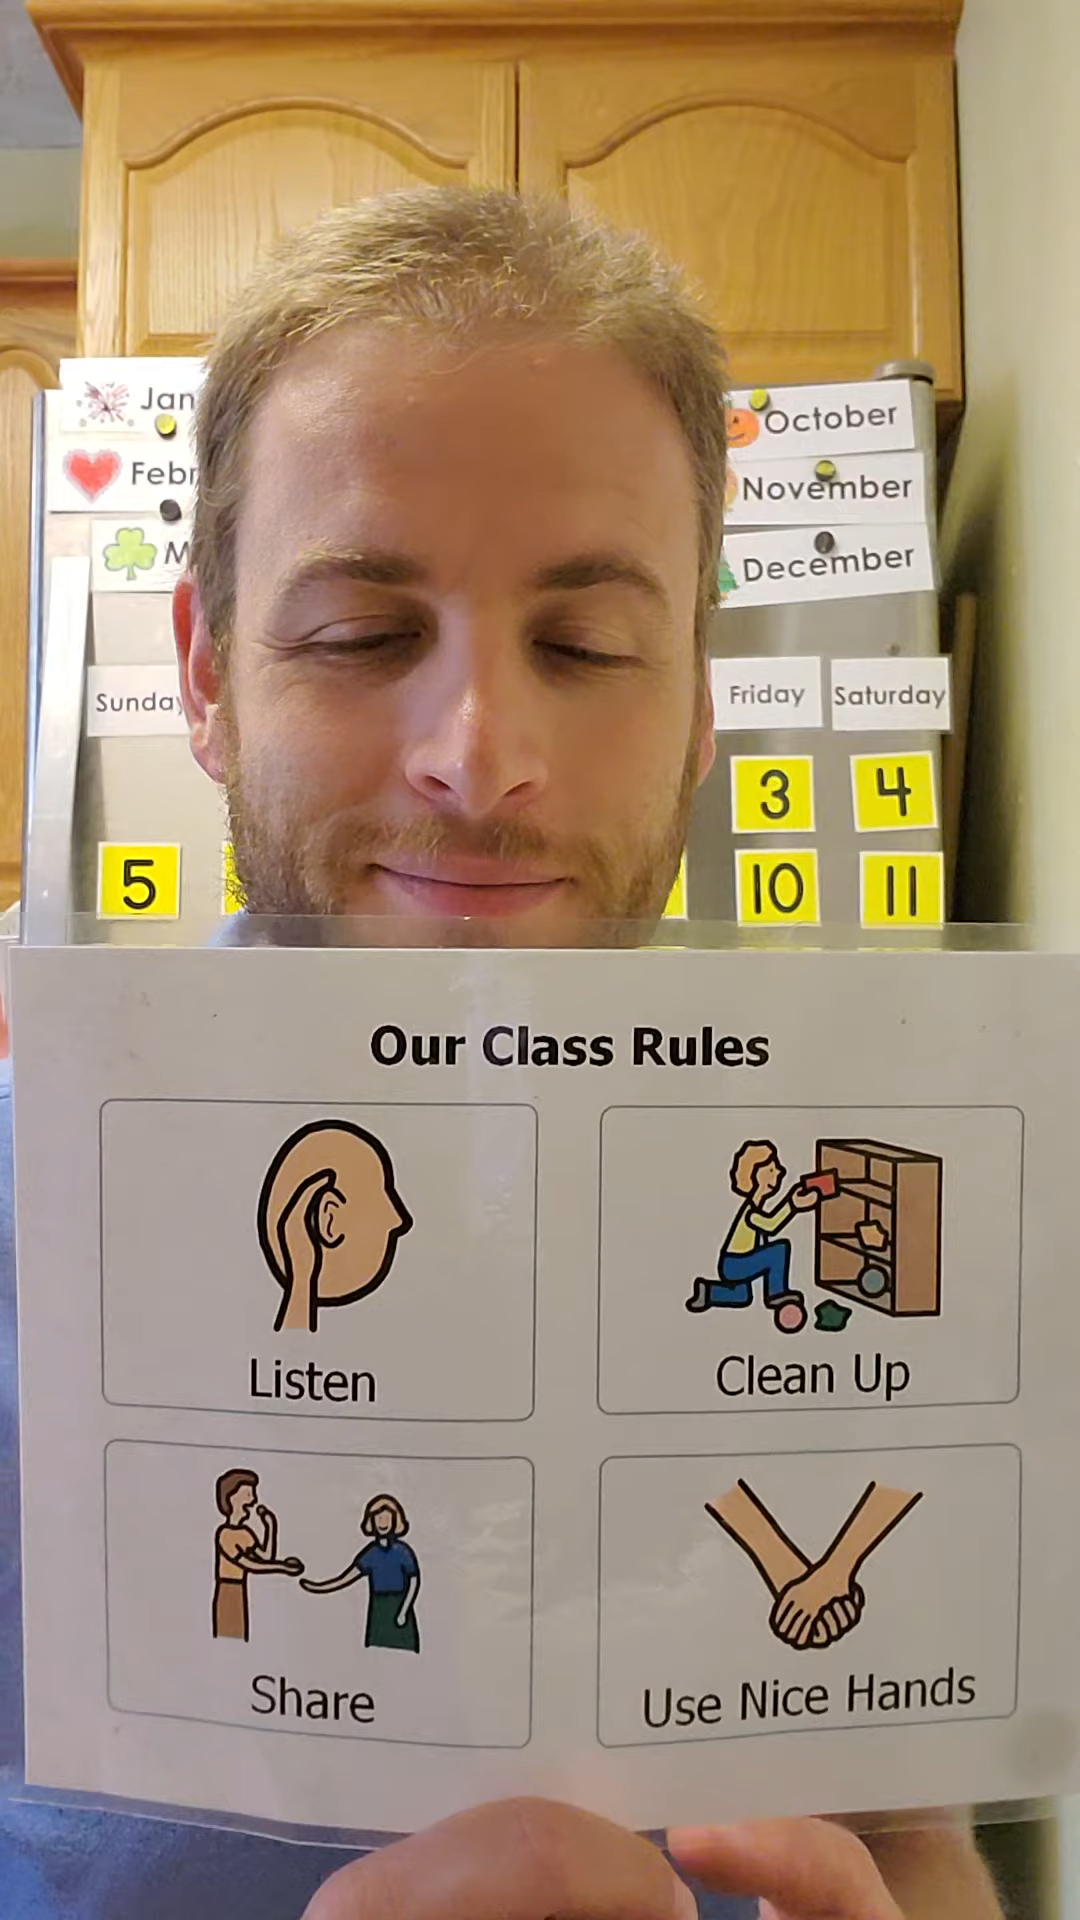 Jan
Febr
M
October
November
December
Sunday
Friday
Saturday
3
4
5
10
11
Our Class Rules
Listen
Clean Up
Share
Use Nice Hands